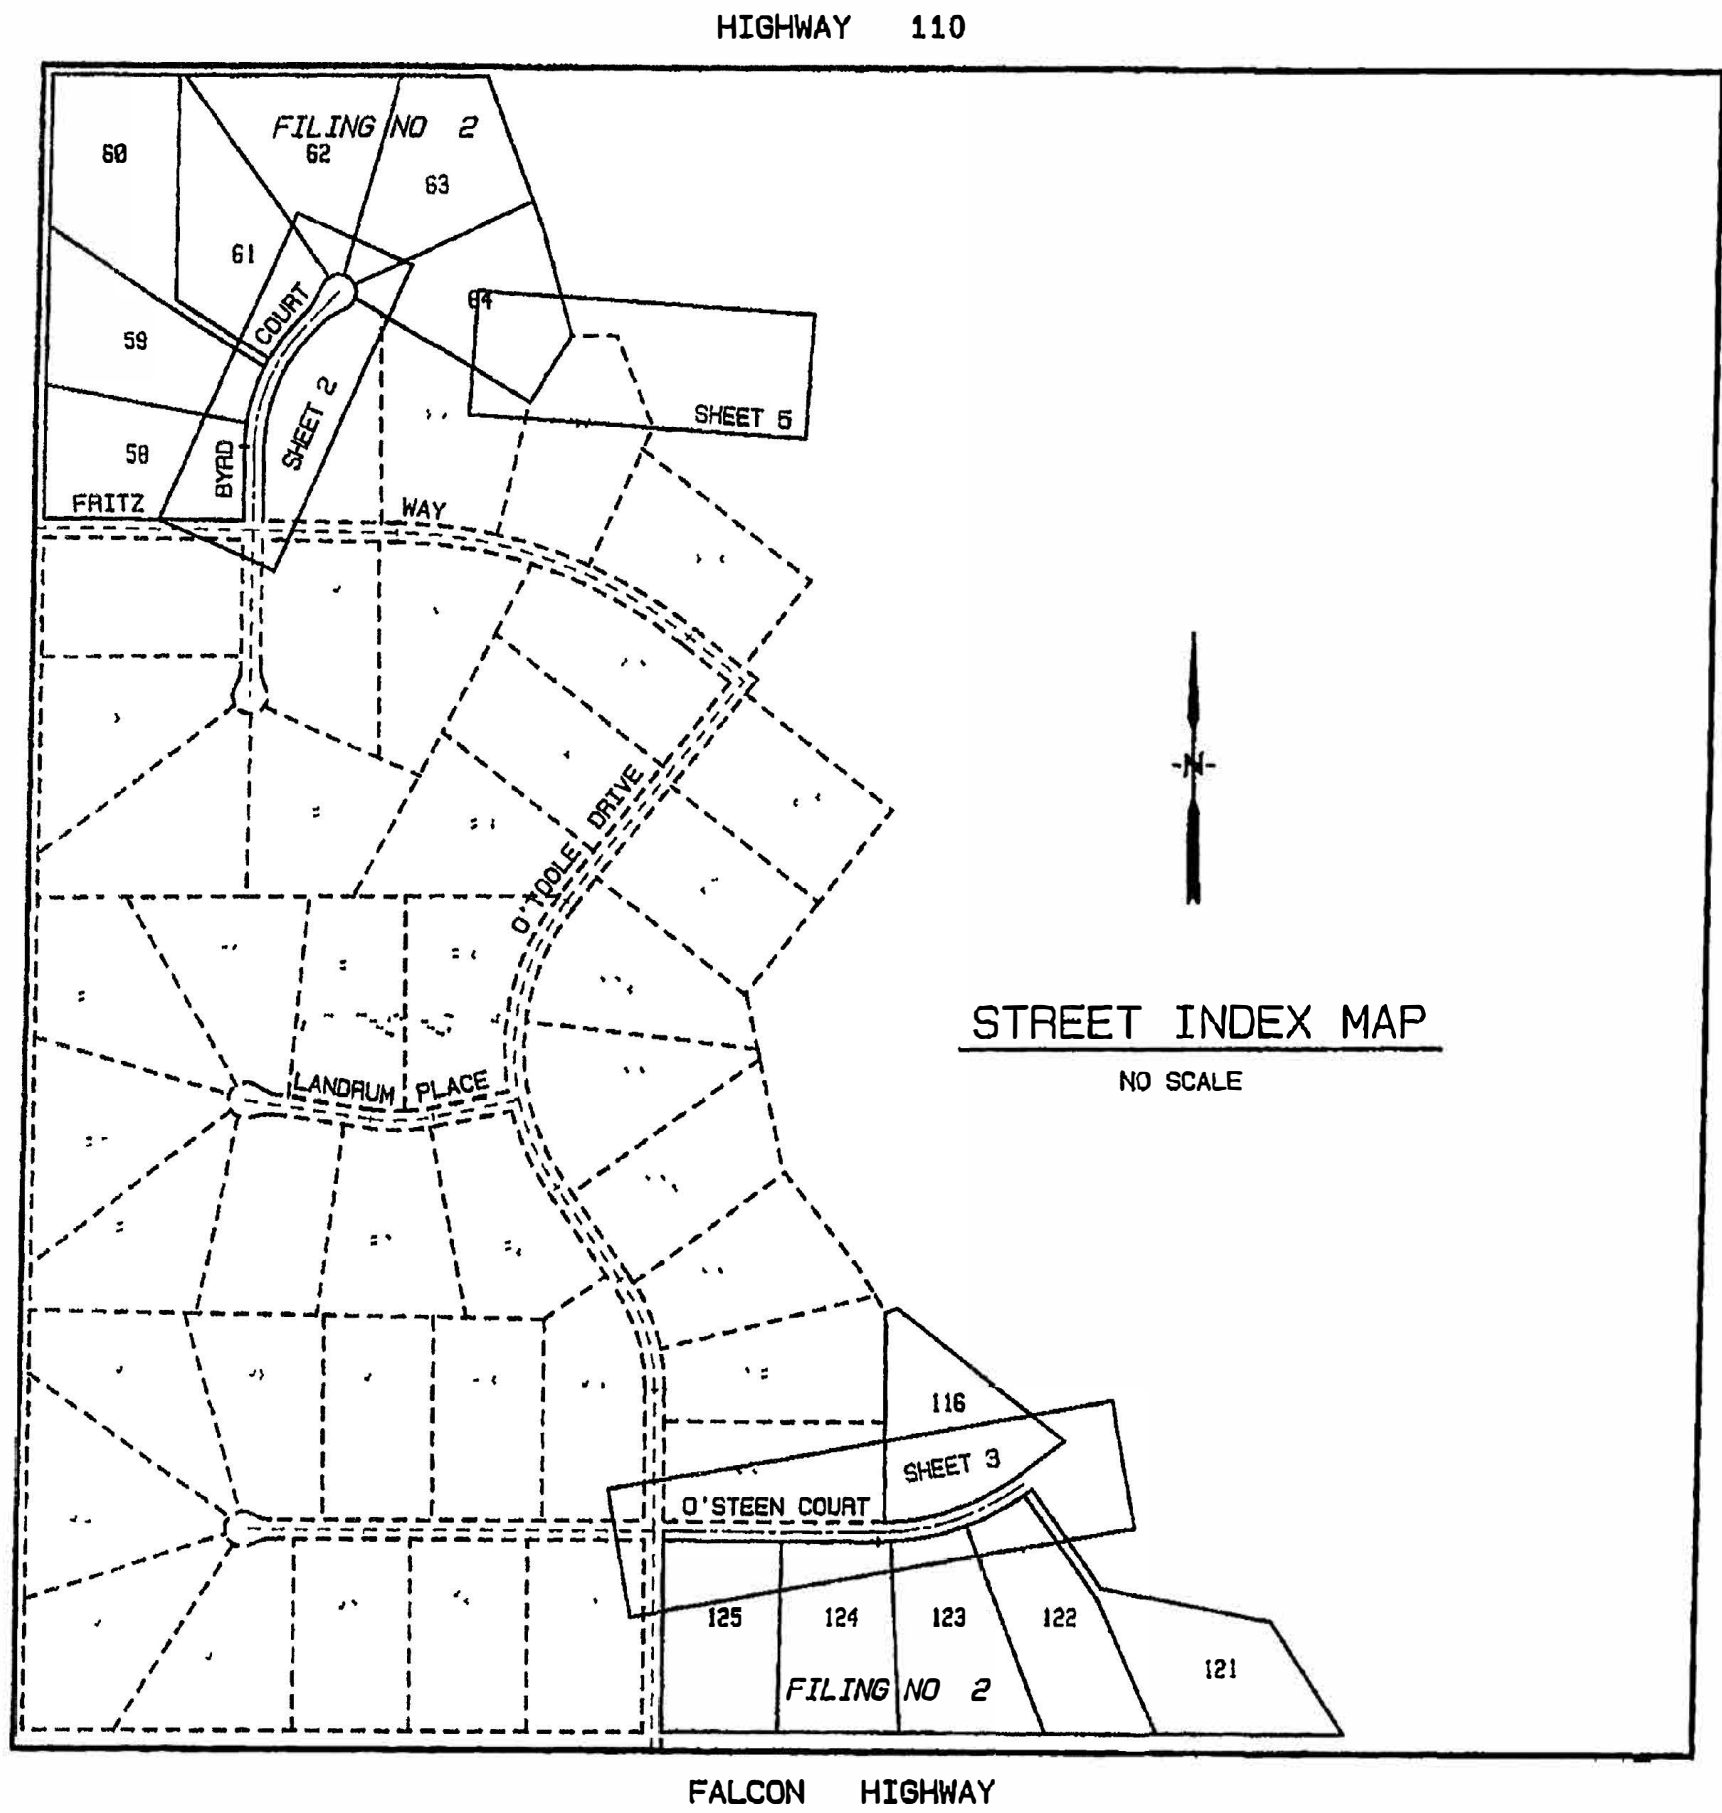 HIGHWAY 110
FILING NO 2
60
62
63
61
64
59
COURT
SHEET 2
SHEET 5
58
BYRD
FRITZ
WAY
O'TOOLE DRIVE
N
STREET INDEX MAP
NO SCALE
LANDRUM PLACE
116
SHEET 3
O'STEEN COURT
125
124
123
122
121
FILING NO 2
FALCON HIGHWAY